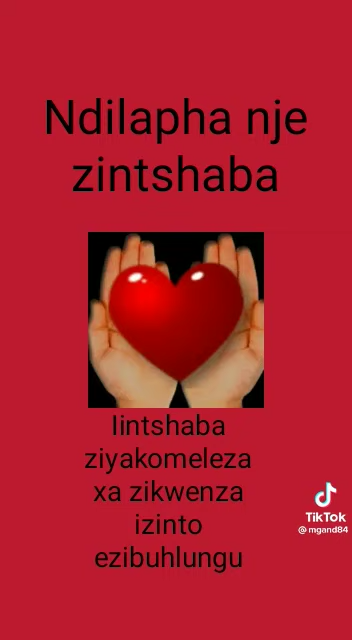 Ndilapha nje
zintshaba
Iintshaba
ziyakomeleza
xa zikwenza
izinto
ezibuhlungu
TikTok
@mgand84